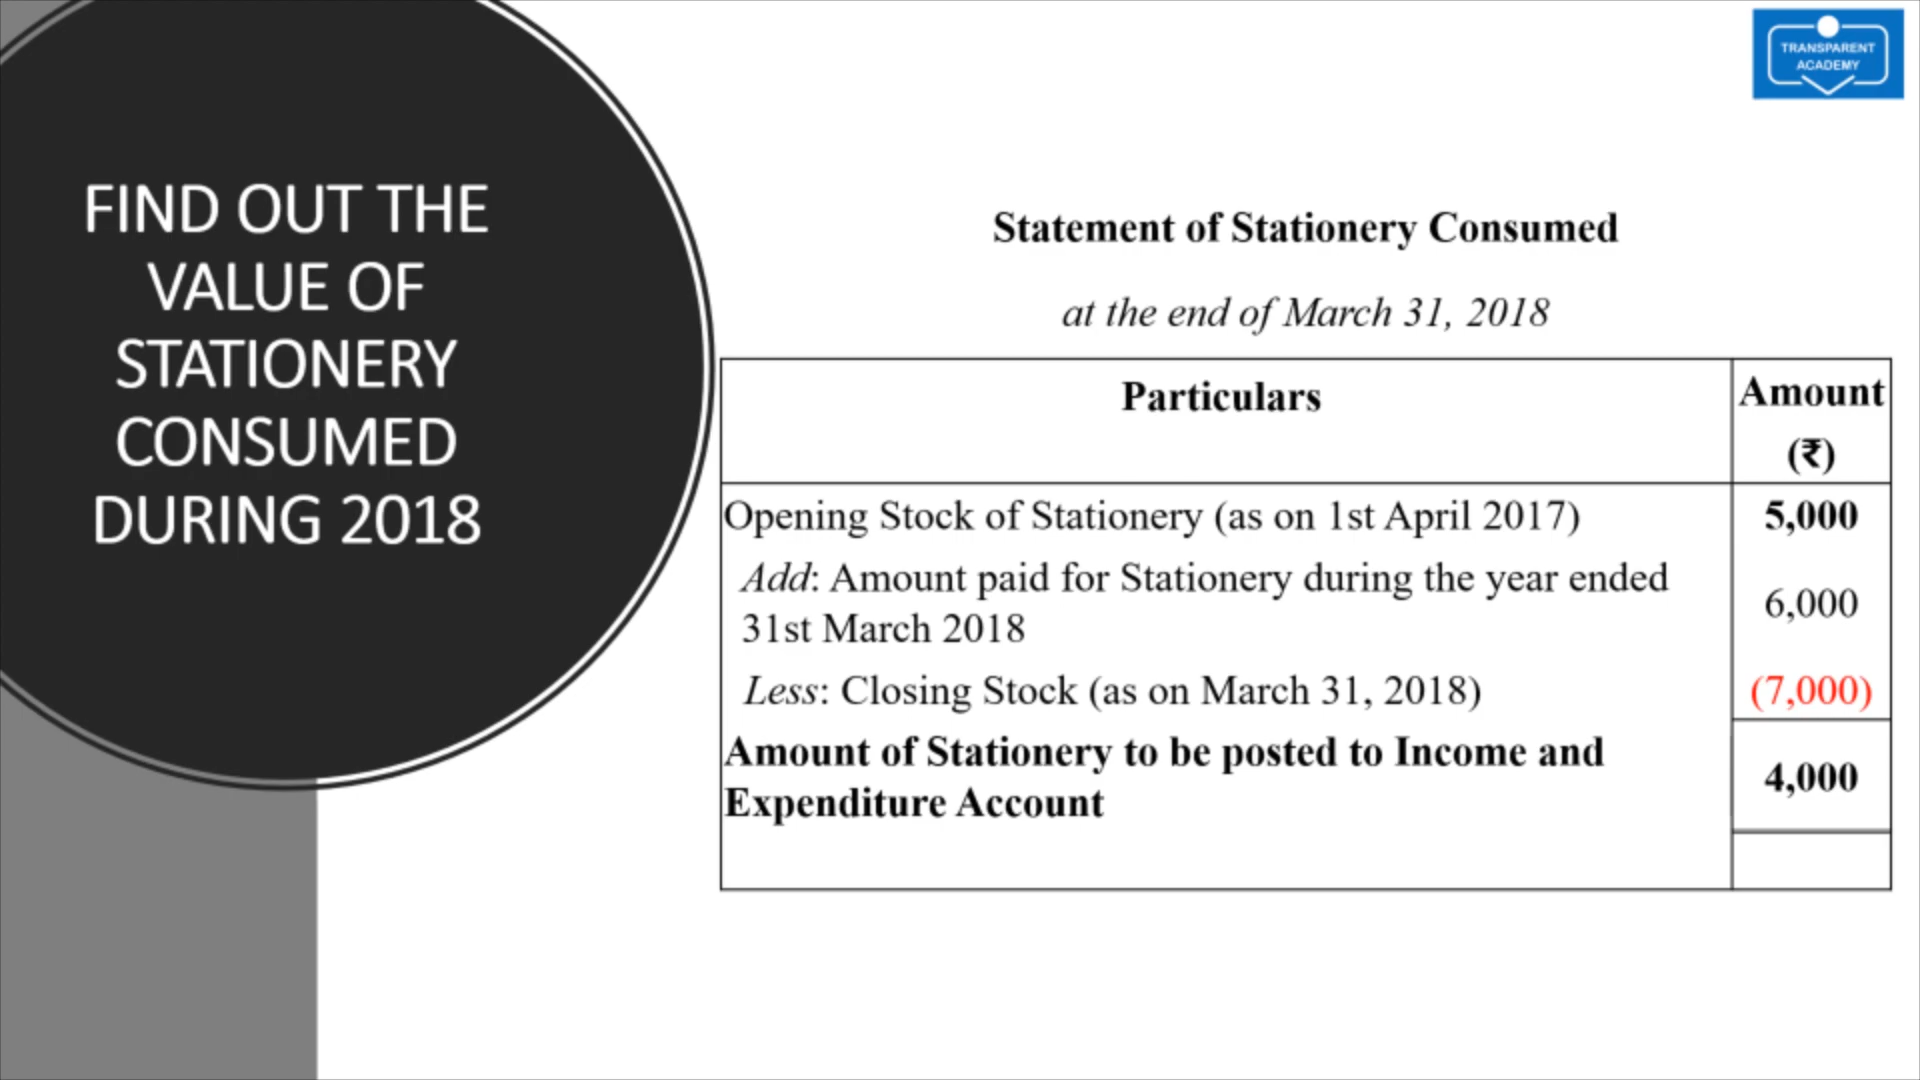 TRANSPARENT
ACADEMY
FIND OUT THE
VALUE OF
STATIONERY
CONSUMED
DURING 2018
Statement of Stationery Consumed
at the end of March 31, 2018
Particulars
Amount
(₹)
Opening Stock of Stationery (as on 1st April 2017)
5,000
Add: Amount paid for Stationery during the year ended
31st March 2018
6,000
Less: Closing Stock (as on March 31, 2018)
(7,000)
Amount of Stationery to be posted to Income and
Expenditure Account
4,000